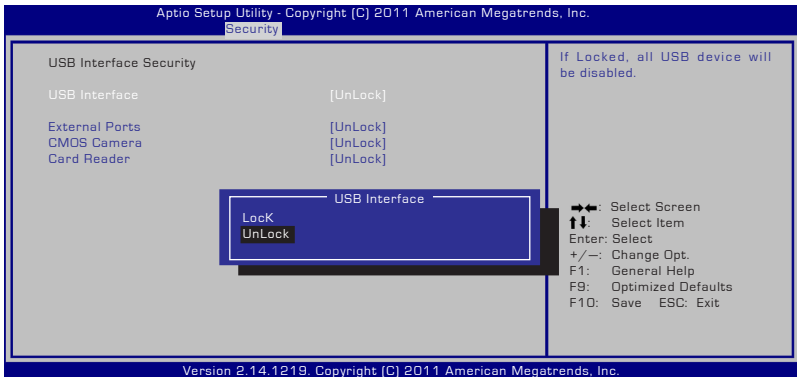 Aptio Setup Utility - Copyright (C) 2011 American Megatrends, Inc.
Security
USB Interface Security
USB Interface [UnLock]
External Ports [UnLock]
CMOS Camera [UnLock]
Card Reader [UnLock]
USB Interface
LocK
UnLock
If Locked, all USB device will
be disabled.
→←: Select Screen
↑↓: Select Item
Enter: Select
+/—: Change Opt.
F1: General Help
F9: Optimized Defaults
F10: Save ESC: Exit
Version 2.14.1219. Copyright (C) 2011 American Megatrends, Inc.